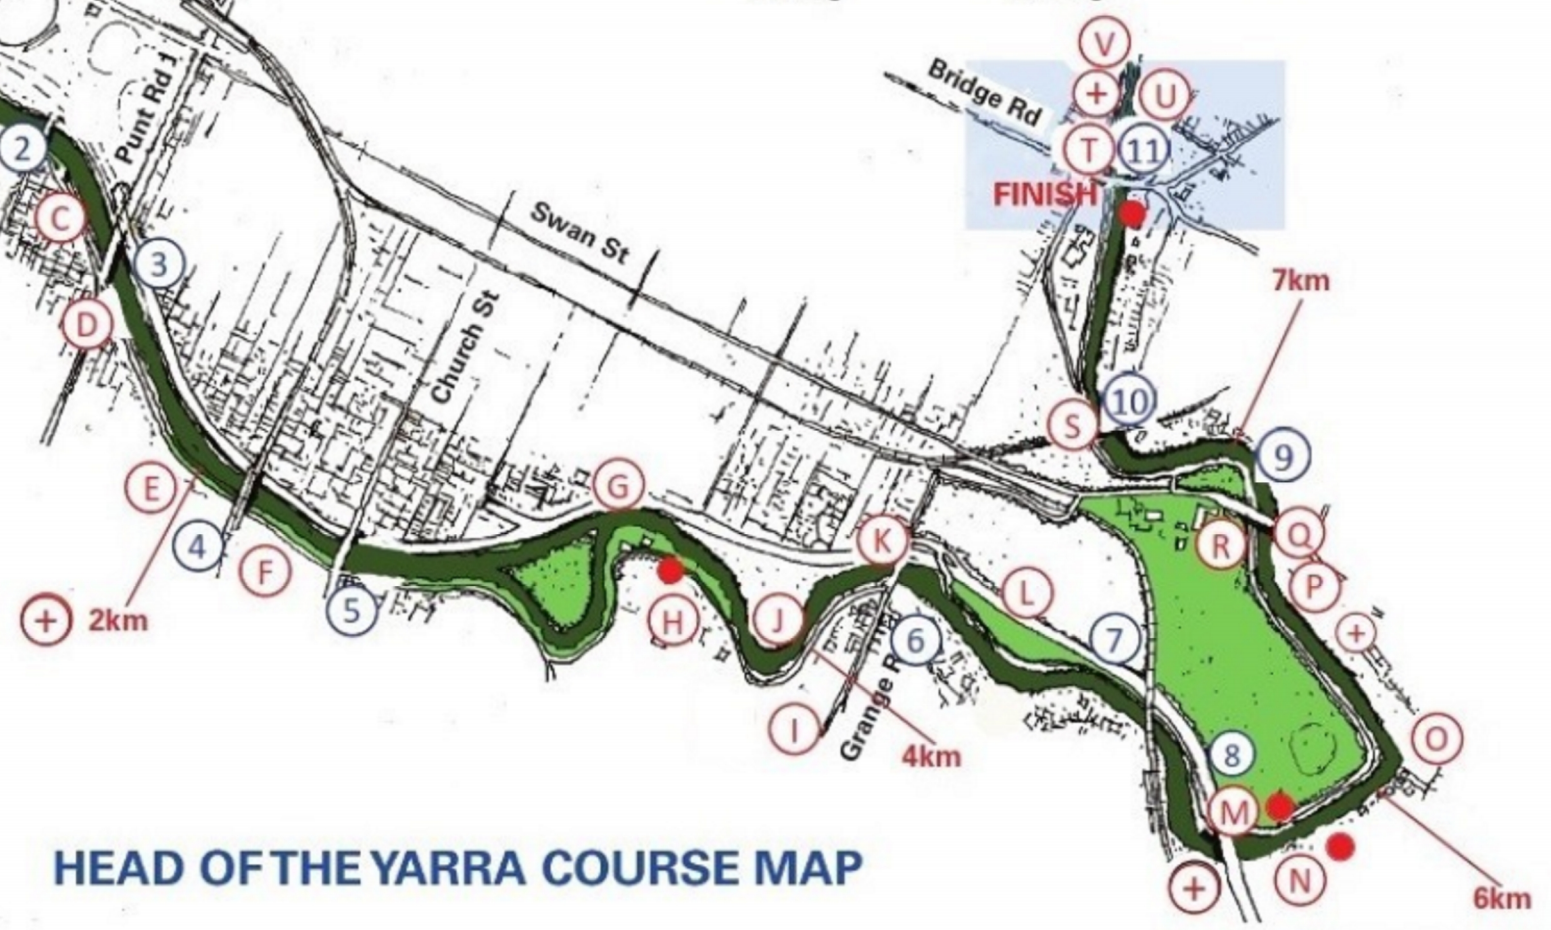 V
Bridge Rd
+
U
T
11
FINISH
Punt Rd 1
2
C
3
Swan St
D
7km
Church St
10
S
9
E
G
4
K
Q
R
F
P
L
5
+
2km
H
J
6
7
+
I
Grange R
4km
8
O
M
HEAD OF THE YARRA COURSE MAP
+
N
6km